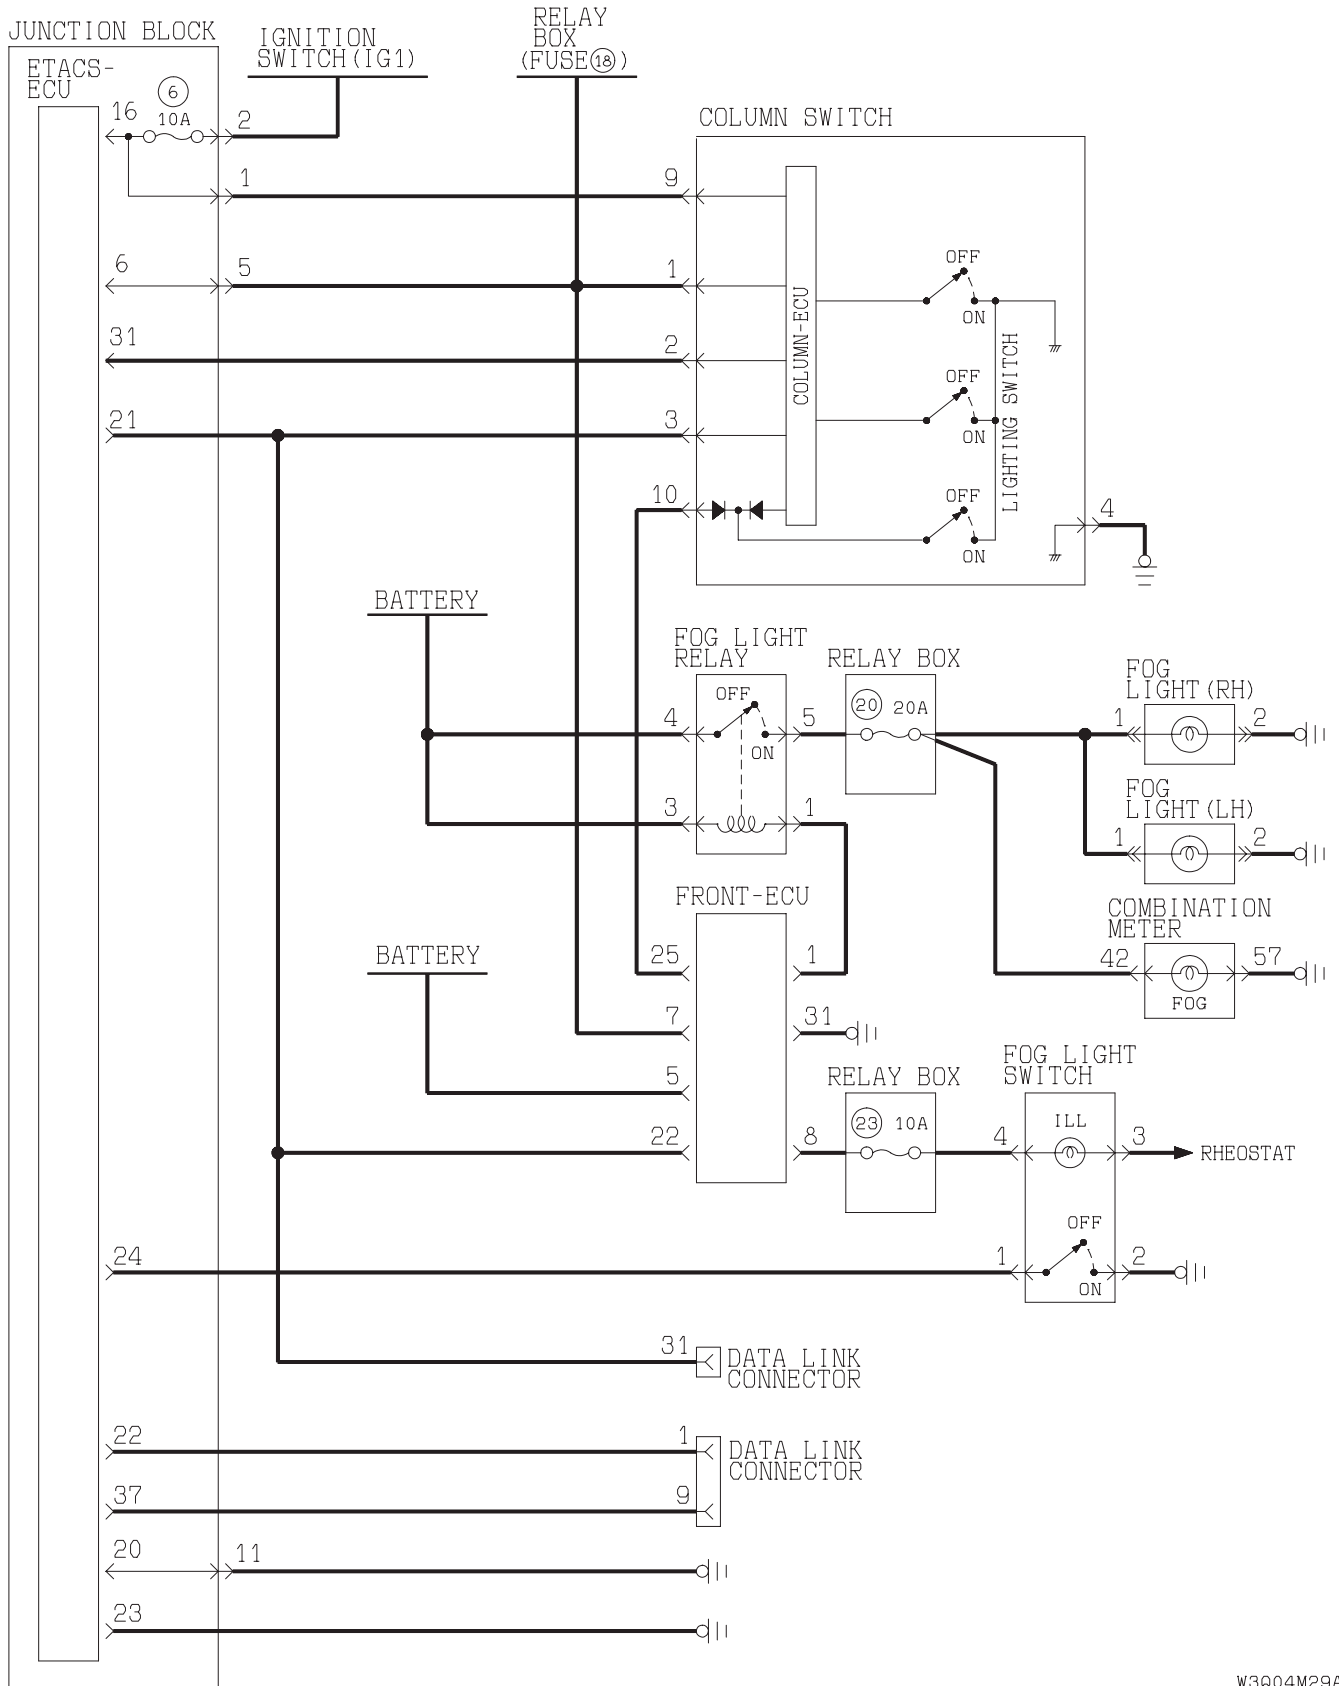 JUNCTION BLOCK
ETACS-
ECU
IGNITION
SWITCH(IG1)
RELAY
BOX
(FUSE⑱)
16
6
10A
2
COLUMN SWITCH
1
9
6
5
1
31
2
21
3
10
COLUMN-ECU
OFF
ON
OFF
ON
OFF
ON
LIGHTING SWITCH
4
BATTERY
FOG LIGHT
RELAY
OFF
ON
4
5
3
1
RELAY BOX
20
20A
FOG
LIGHT(RH)
1
2
FOG
LIGHT(LH)
1
2
COMBINATION
METER
42
57
FOG
FRONT-ECU
BATTERY
25
1
7
31
5
22
8
RELAY BOX
23
10A
FOG LIGHT
SWITCH
ILL
4
3
RHEOSTAT
24
1
OFF
ON
2
31
DATA LINK
CONNECTOR
22
1
DATA LINK
CONNECTOR
37
9
20
11
23
W3Q04M29A